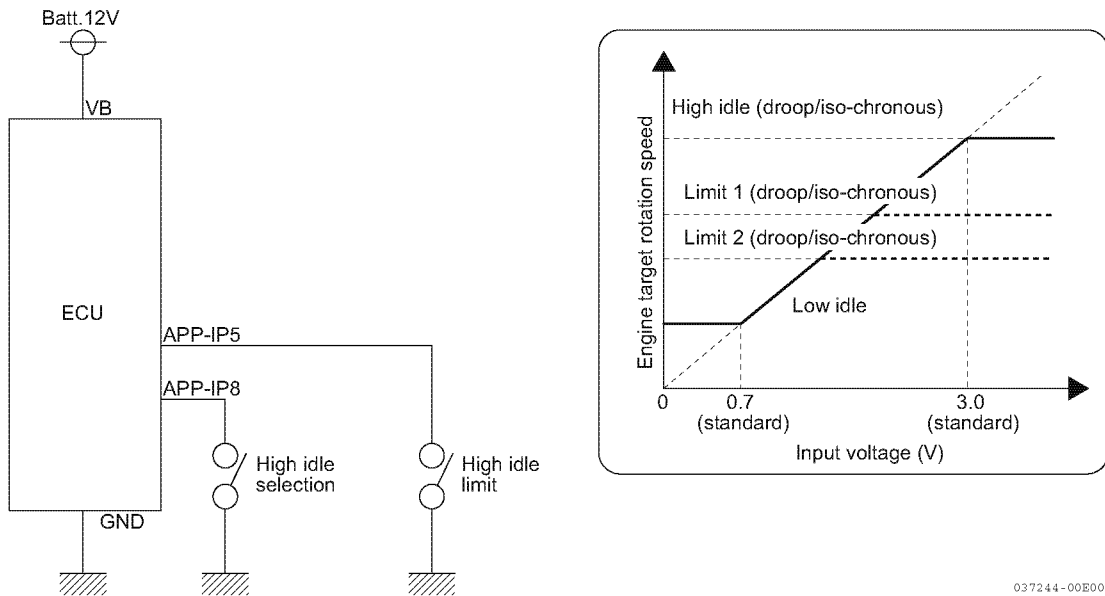 Batt.12V
VB
ECU
APP-IP5
APP-IP8
High idle
selection
High idle
limit
GND
Engine target rotation speed
High idle (droop/iso-chronous)
Limit 1 (droop/iso-chronous)
Limit 2 (droop/iso-chronous)
Low idle
0
0.7
(standard)
3.0
(standard)
Input voltage (V)
037244-00E00